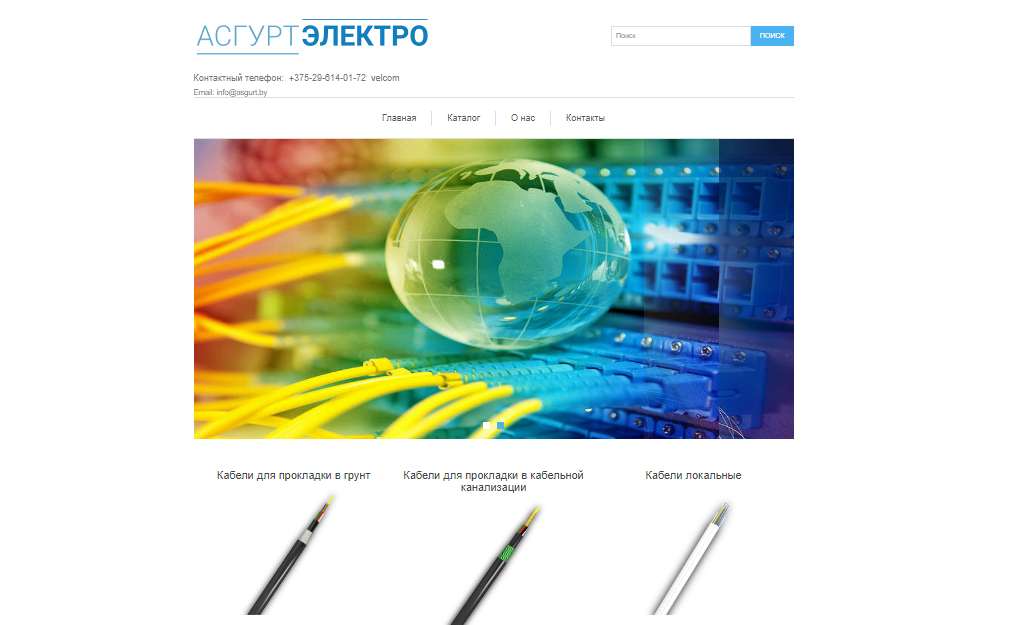 АСГУРТЭЛЕКТРО
Поиск
ПОИСК
Контактный телефон: +375-29-614-01-72 velcom
Email: info@asgurt.by
Главная
Каталог
О нас
Контакты
Кабели для прокладки в грунт
Кабели для прокладки в кабельной
канализации
Кабели локальные